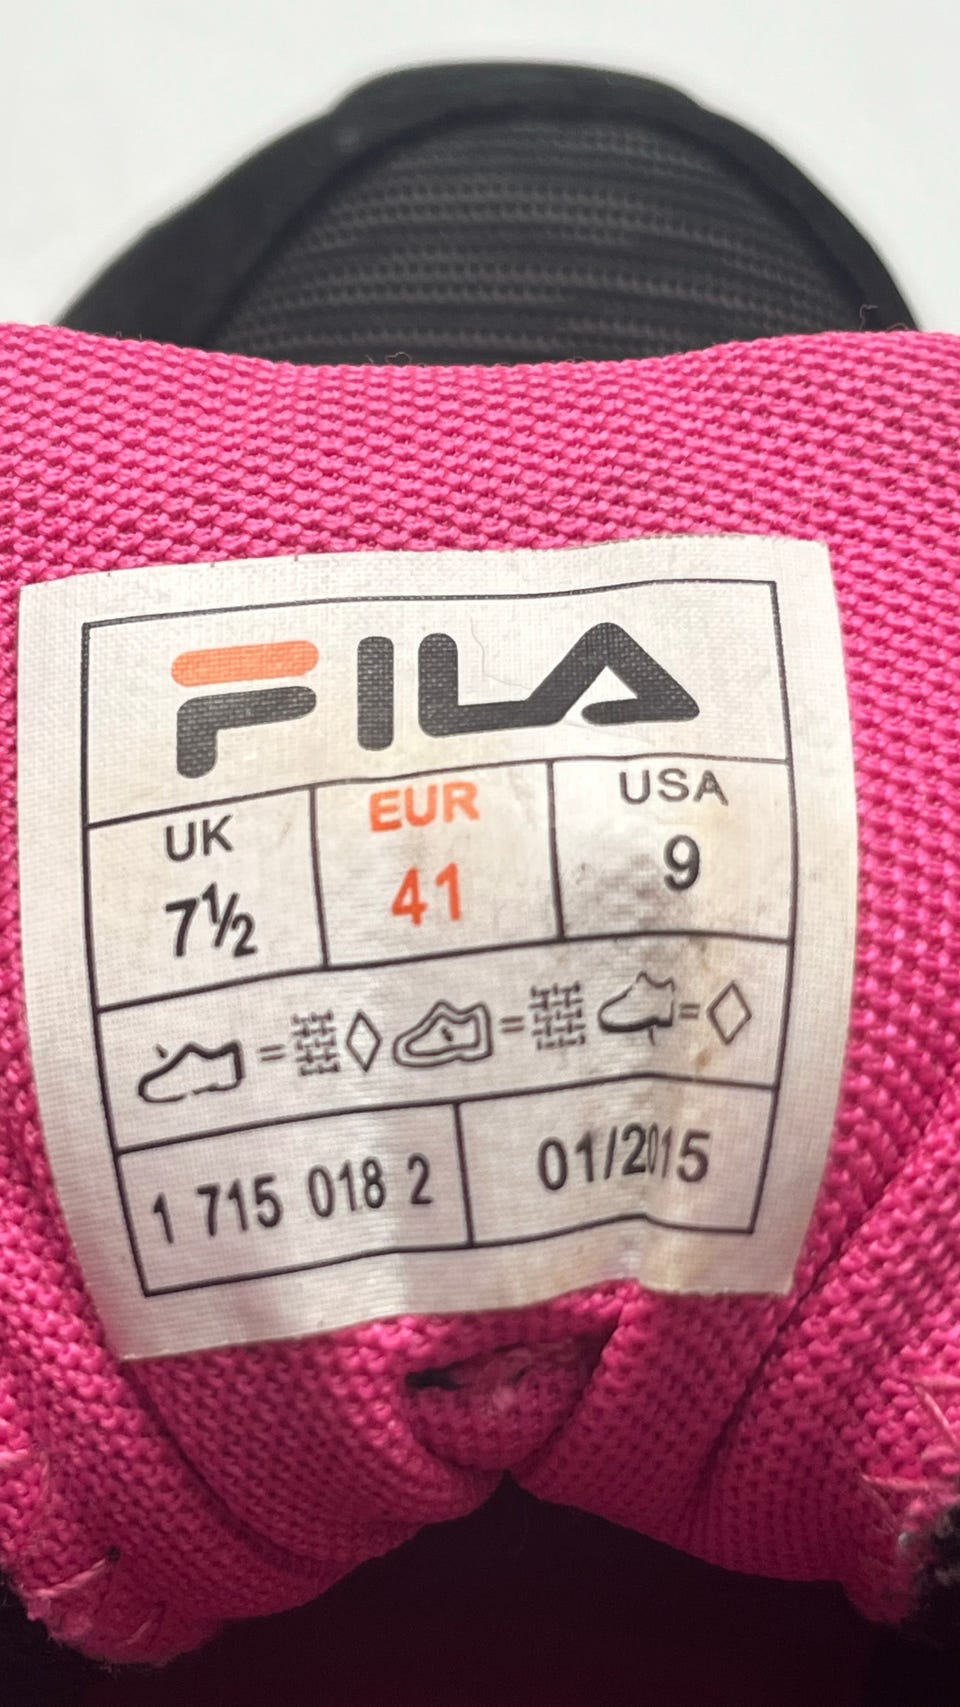 FILA
UK EUR USA
7½ 41 9
1 715 018 2 01/2015